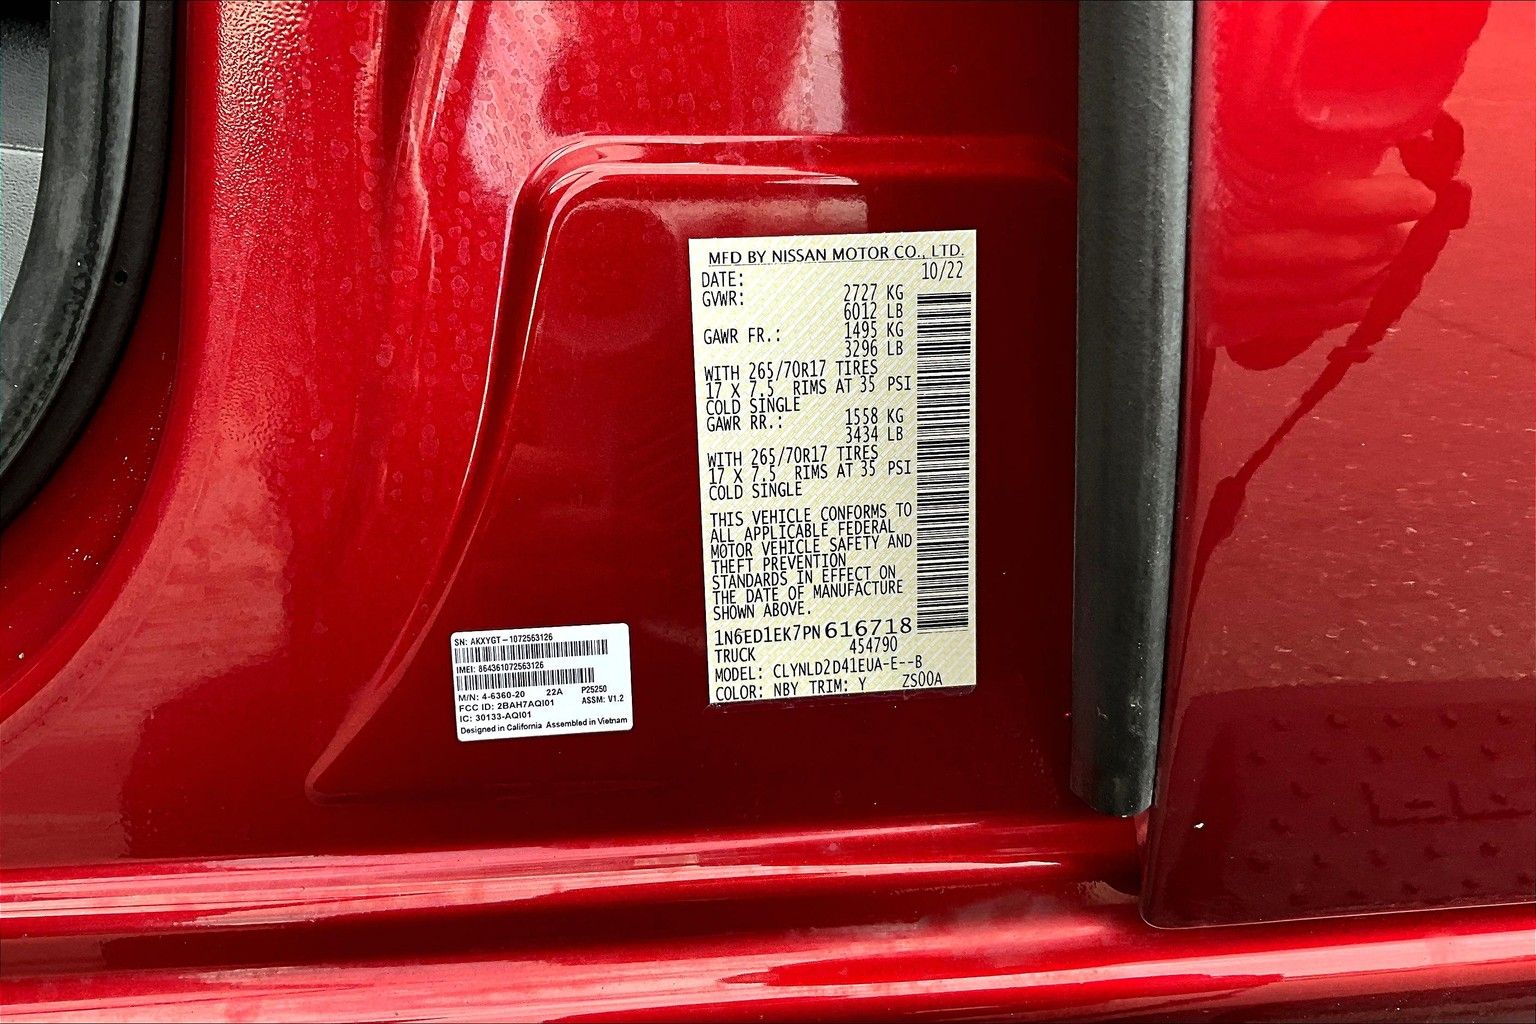 MFD BY NISSAN MOTOR CO., LTD.
DATE: 10/22
GVWR: 2727 KG
6012 LB
GAWR FR.: 1495 KG
3296 LB
WITH 265/70R17 TIRES
17 X 7.5 RIMS AT 35 PSI
COLD SINGLE
GAWR RR.: 1558 KG
3434 LB
WITH 265/70R17 TIRES
17 X 7.5 RIMS AT 35 PSI
COLD SINGLE
THIS VEHICLE CONFORMS TO
ALL APPLICABLE FEDERAL
MOTOR VEHICLE SAFETY AND
THEFT PREVENTION
STANDARDS IN EFFECT ON
THE DATE OF MANUFACTURE
SHOWN ABOVE.
1N6ED1EK7PN616718
TRUCK 454790
MODEL: CLYNLD2D41EUA-E--B
COLOR: NBY TRIM: Y ZS00A
SN: AKXYGT-1072563126
IMEI: 864361072563126
M/N: 4-6360-20 22A P25250
FCC ID: 2BAH7AQI01 ASSM: V1.2
IC: 30133-AQI01
Designed in California Assembled in Vietnam